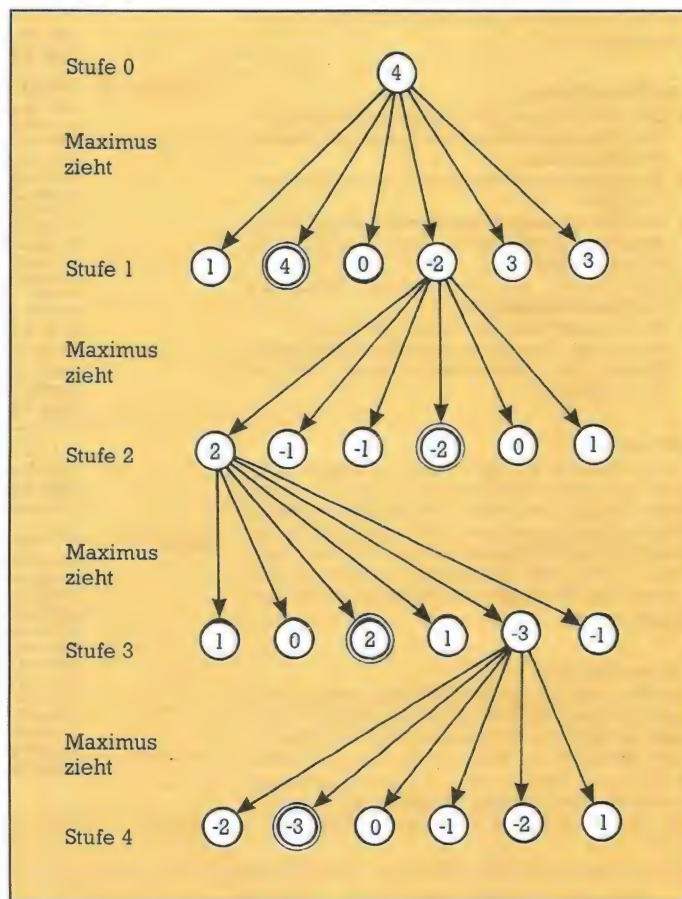 Stufe 0
4
Maximus
zieht
Stufe 1
1 4 0 -2 3 3
Maximus
zieht
Stufe 2
2 -1 -1 -2 0 1
Maximus
zieht
Stufe 3
1 0 2 1 -3 -1
Maximus
zieht
Stufe 4
-2 -3 0 -1 -2 1